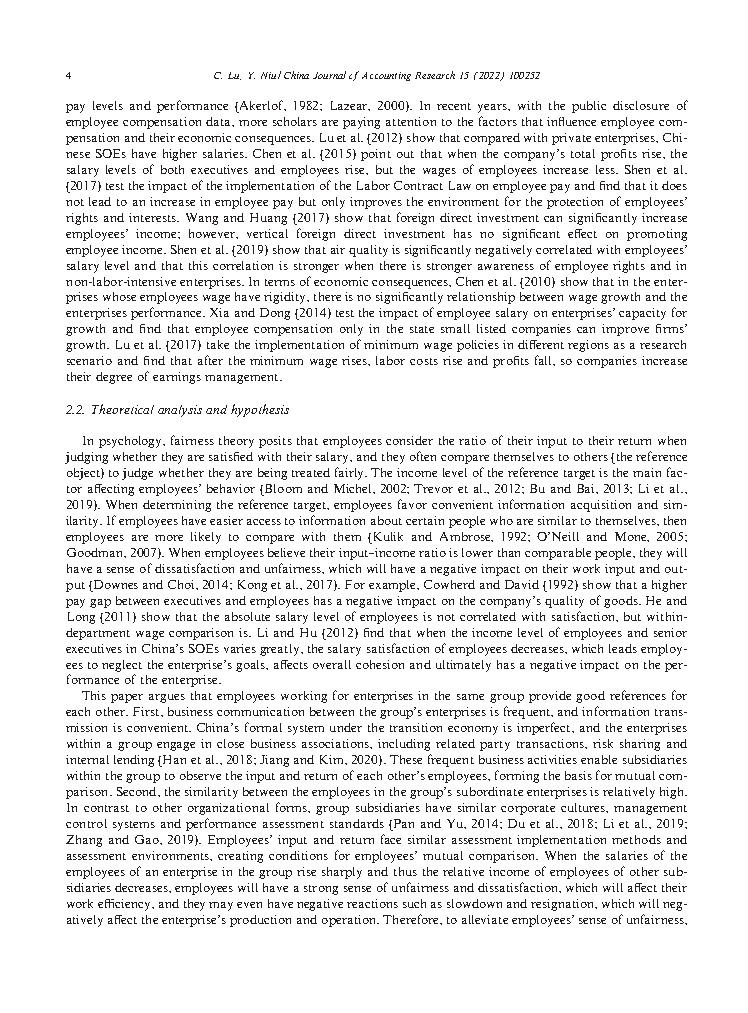 4
C. Lu, Y. Niu / China Journal of Accounting Research 15 (2022) 100252
pay levels and performance (Akerlof, 1982; Lazear, 2000). In recent years, with the public disclosure of
employee compensation data, more scholars are paying attention to the factors that influence employee com-
pensation and their economic consequences. Lu et al. (2012) show that compared with private enterprises, Chi-
nese SOEs have higher salaries. Chen et al. (2015) point out that when the company's total profits rise, the
salary levels of both executives and employees rise, but the wages of employees increase less. Shen et al.
(2017) test the impact of the implementation of the Labor Contract Law on employee pay and find that it does
not lead to an increase in employee pay but only improves the environment for the protection of employees'
rights and interests. Wang and Huang (2017) show that foreign direct investment can significantly increase
employees' income; however, vertical foreign direct investment has no significant effect on promoting
employee income. Shen et al. (2019) show that air quality is significantly negatively correlated with employees'
salary level and that this correlation is stronger when there is stronger awareness of employee rights and in
non-labor-intensive enterprises. In terms of economic consequences, Chen et al. (2010) show that in the enter-
prises whose employees wage have rigidity, there is no significantly relationship between wage growth and the
enterprises performance. Xia and Dong (2014) test the impact of employee salary on enterprises' capacity for
growth and find that employee compensation only in the state small listed companies can improve firms'
growth. Lu et al. (2017) take the implementation of minimum wage policies in different regions as a research
scenario and find that after the minimum wage rises, labor costs rise and profits fall, so companies increase
their degree of earnings management.
2.2. Theoretical analysis and hypothesis
In psychology, fairness theory posits that employees consider the ratio of their input to their return when
judging whether they are satisfied with their salary, and they often compare themselves to others (the reference
object) to judge whether they are being treated fairly. The income level of the reference target is the main fac-
tor affecting employees' behavior (Bloom and Michel, 2002; Trevor et al., 2012; Bu and Bai, 2013; Li et al.,
2019). When determining the reference target, employees favor convenient information acquisition and sim-
ilarity. If employees have easier access to information about certain people who are similar to themselves, then
employees are more likely to compare with them (Kulik and Ambrose, 1992; O'Neill and Mone, 2005;
Goodman, 2007). When employees believe their input–income ratio is lower than comparable people, they will
have a sense of dissatisfaction and unfairness, which will have a negative impact on their work input and out-
put (Downes and Choi, 2014; Kong et al., 2017). For example, Cowherd and David (1992) show that a higher
pay gap between executives and employees has a negative impact on the company's quality of goods. He and
Long (2011) show that the absolute salary level of employees is not correlated with satisfaction, but within-
department wage comparison is. Li and Hu (2012) find that when the income level of employees and senior
executives in China's SOEs varies greatly, the salary satisfaction of employees decreases, which leads employ-
ees to neglect the enterprise's goals, affects overall cohesion and ultimately has a negative impact on the per-
formance of the enterprise.
This paper argues that employees working for enterprises in the same group provide good references for
each other. First, business communication between the group's enterprises is frequent, and information trans-
mission is convenient. China's formal system under the transition economy is imperfect, and the enterprises
within a group engage in close business associations, including related party transactions, risk sharing and
internal lending (Han et al., 2018; Jiang and Kim, 2020). These frequent business activities enable subsidiaries
within the group to observe the input and return of each other's employees, forming the basis for mutual com-
parison. Second, the similarity between the employees in the group's subordinate enterprises is relatively high.
In contrast to other organizational forms, group subsidiaries have similar corporate cultures, management
control systems and performance assessment standards (Pan and Yu, 2014; Du et al., 2018; Li et al., 2019;
Zhang and Gao, 2019). Employees' input and return face similar assessment implementation methods and
assessment environments, creating conditions for employees' mutual comparison. When the salaries of the
employees of an enterprise in the group rise sharply and thus the relative income of employees of other sub-
sidiaries decreases, employees will have a strong sense of unfairness and dissatisfaction, which will affect their
work efficiency, and they may even have negative reactions such as slowdown and resignation, which will neg-
atively affect the enterprise's production and operation. Therefore, to alleviate employees' sense of unfairness,